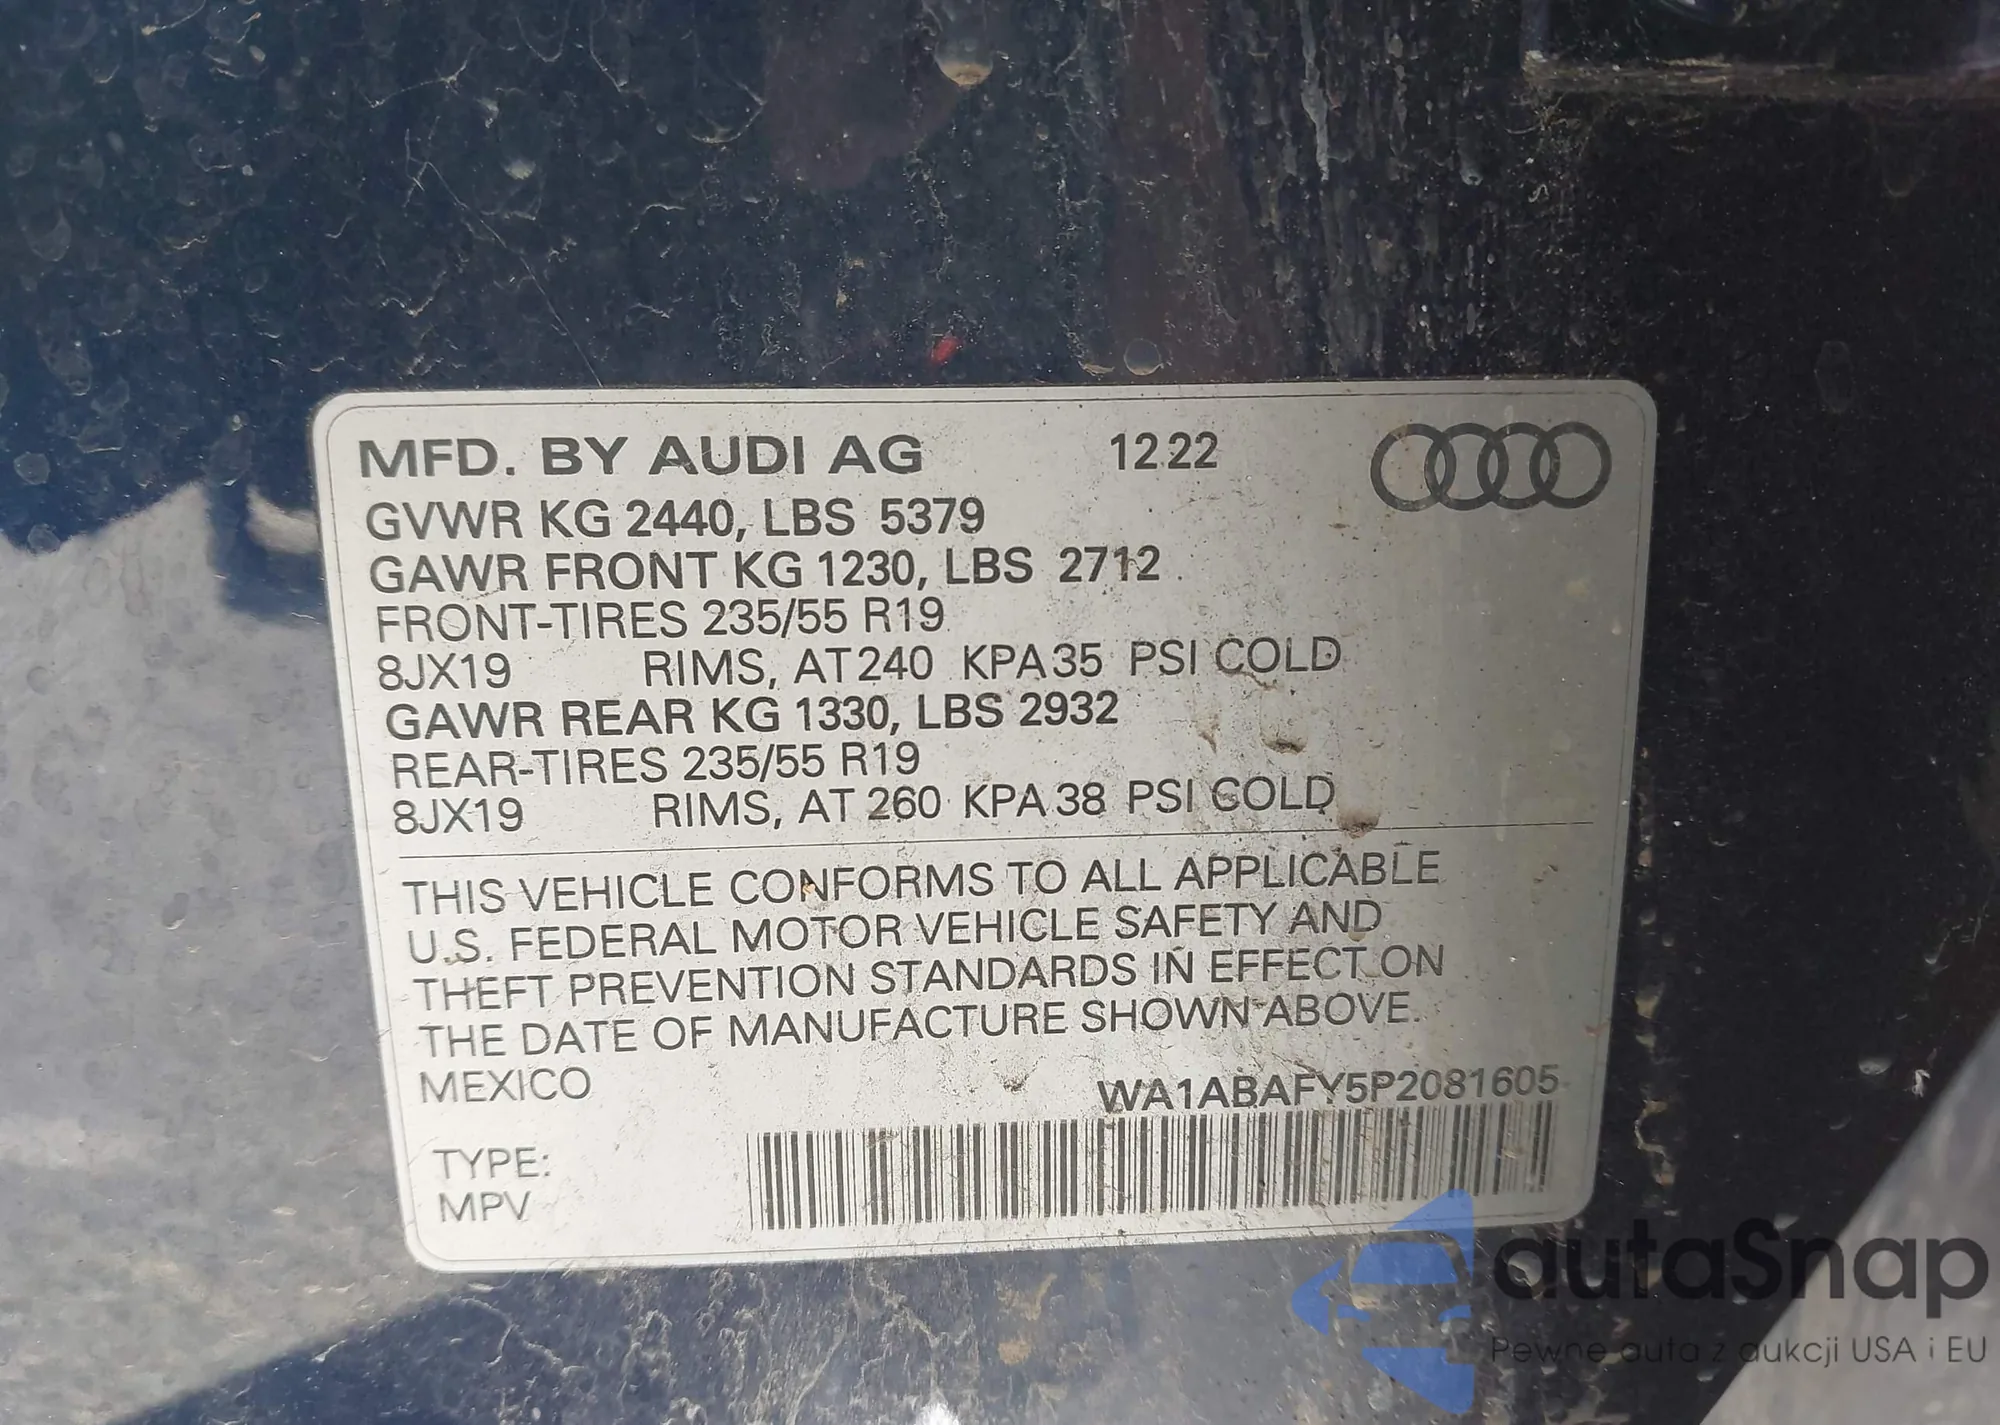 MFD. BY AUDI AG 12.22
GVWR KG 2440, LBS 5379
GAWR FRONT KG 1230, LBS 2712
FRONT-TIRES 235/55 R19
8JX19 RIMS, AT 240 KPA 35 PSI COLD
GAWR REAR KG 1330, LBS 2932
REAR-TIRES 235/55 R19
8JX19 RIMS, AT 260 KPA 38 PSI COLD
THIS VEHICLE CONFORMS TO ALL APPLICABLE
U.S. FEDERAL MOTOR VEHICLE SAFETY AND
THEFT PREVENTION STANDARDS IN EFFECT ON
THE DATE OF MANUFACTURE SHOWN ABOVE.
MEXICO WA1ABAFY5P2081605
TYPE:
MPV
autaSnap
Pewne auta z aukcji USA i EU